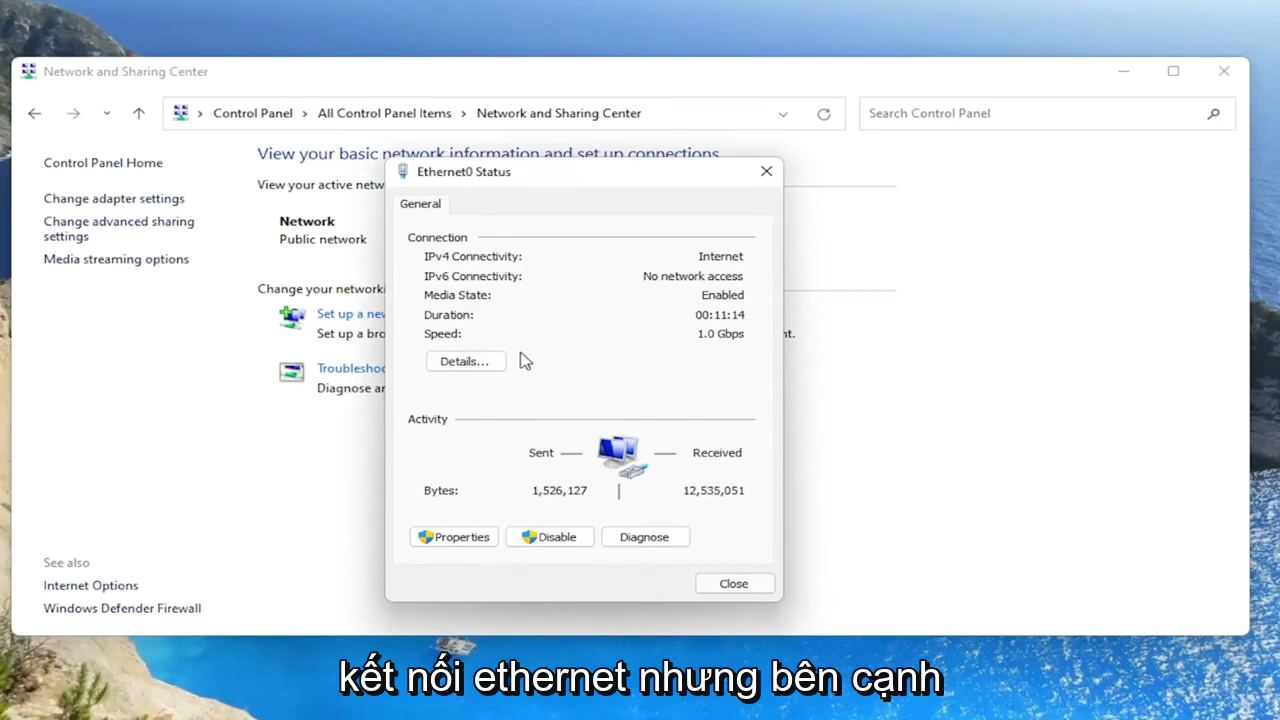 Network and Sharing Center
Control Panel All Control Panel Items Network and Sharing Center
Search Control Panel
Control Panel Home
Change adapter settings
Change advanced sharing
settings
Media streaming options
See also
Internet Options
Windows Defender Firewall
View your basic network information and set up connections
View your active netw
Network
Public network
Change your networki
Set up a new
Set up a bro
nt.
Troubleshoo
Diagnose an
Ethernet0 Status
General
Connection
IPv4 Connectivity: Internet
IPv6 Connectivity: No network access
Media State: Enabled
Duration: 00:11:14
Speed: 1.0 Gbps
Details...
Activity
Sent Received
Bytes: 1,526,127 12,535,051
Properties Disable Diagnose
Close
kết nối ethernet nhưng bên cạnh